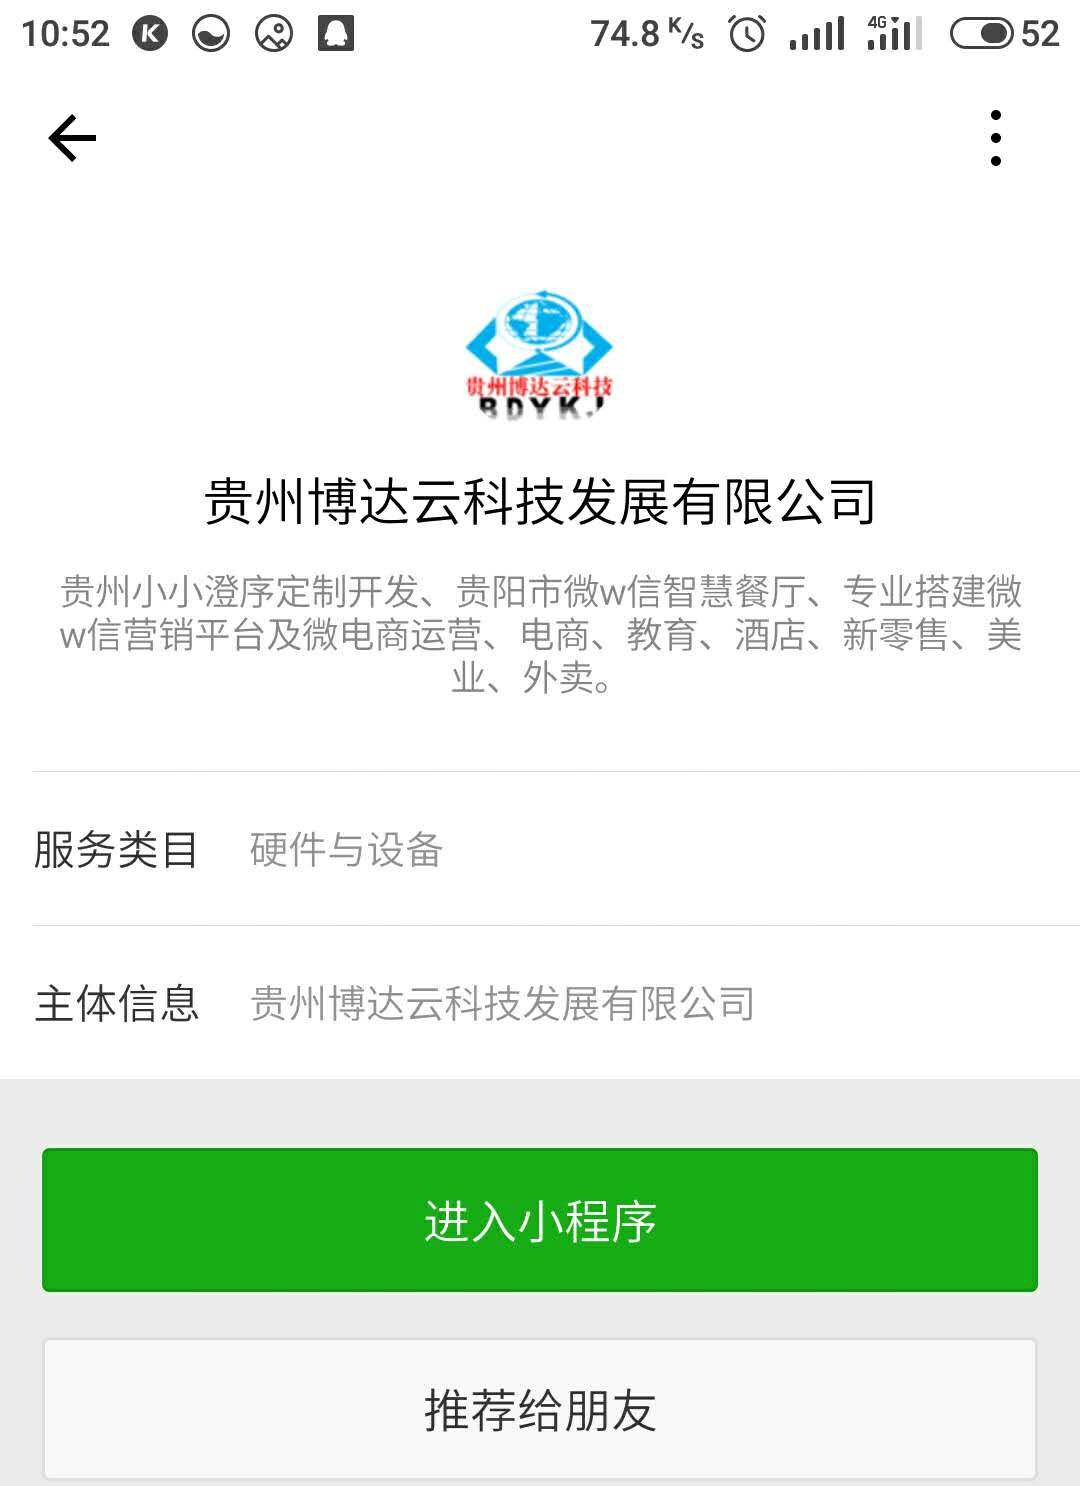 10:52 74.8 K/s 4G 52
贵州博达云科技
BDYKJ
贵州博达云科技发展有限公司
贵州小小澄序定制开发、贵阳市微w信智慧餐厅、专业搭建微
w信营销平台及微电商运营、电商、教育、酒店、新零售、美
业、外卖。
服务类目 硬件与设备
主体信息 贵州博达云科技发展有限公司
进入小程序
推荐给朋友